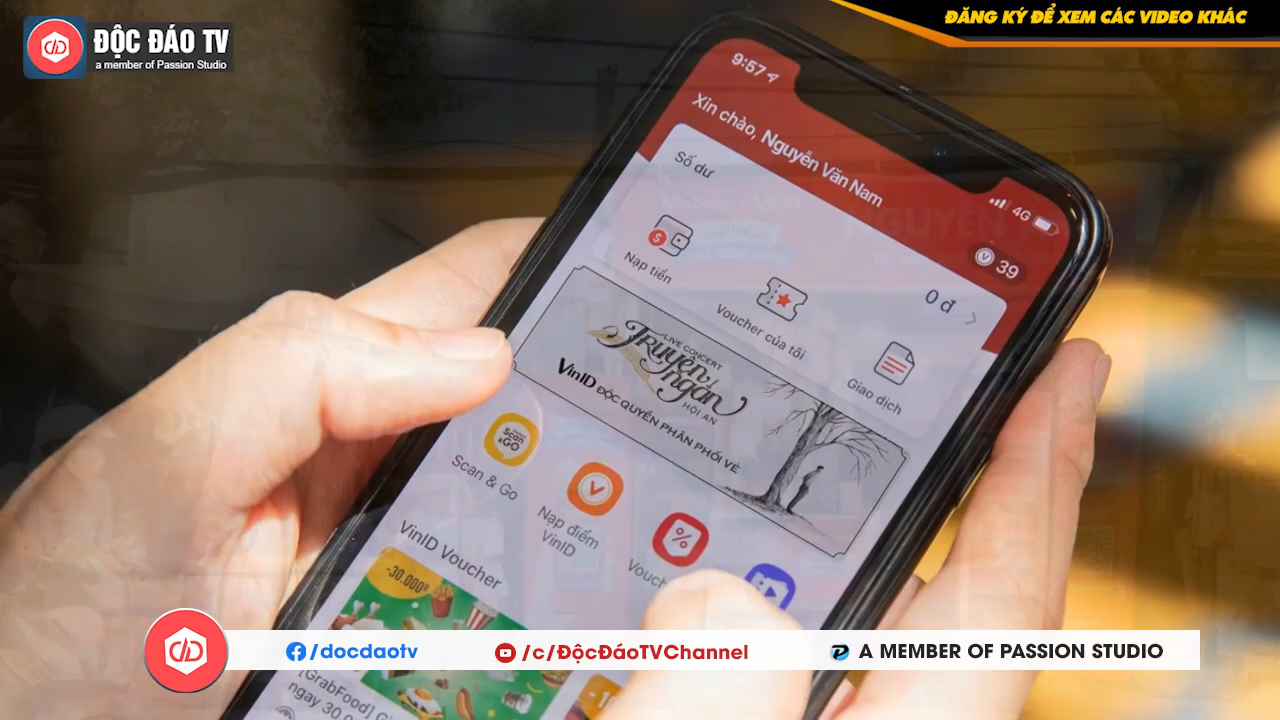 ĐỘC ĐÁO TV
a member of Passion Studio
ĐĂNG KÝ ĐỂ XEM CÁC VIDEO KHÁC
9:57
4G
Xin chào, Nguyễn Văn Nam
39
Số dư
0 đ
Nạp tiền
Voucher của tôi
Giao dịch
LIVE CONCERT
Truyện ngắn
HỘI AN
VinID ĐỘC QUYỀN PHÂN PHỐI VÉ
Scan & GO
Scan & Go
Nạp điểm
VinID
VinID Voucher
-30.000đ
[GrabFood]
/docdaotv
/c/ĐộcĐáoTVChannel
A MEMBER OF PASSION STUDIO